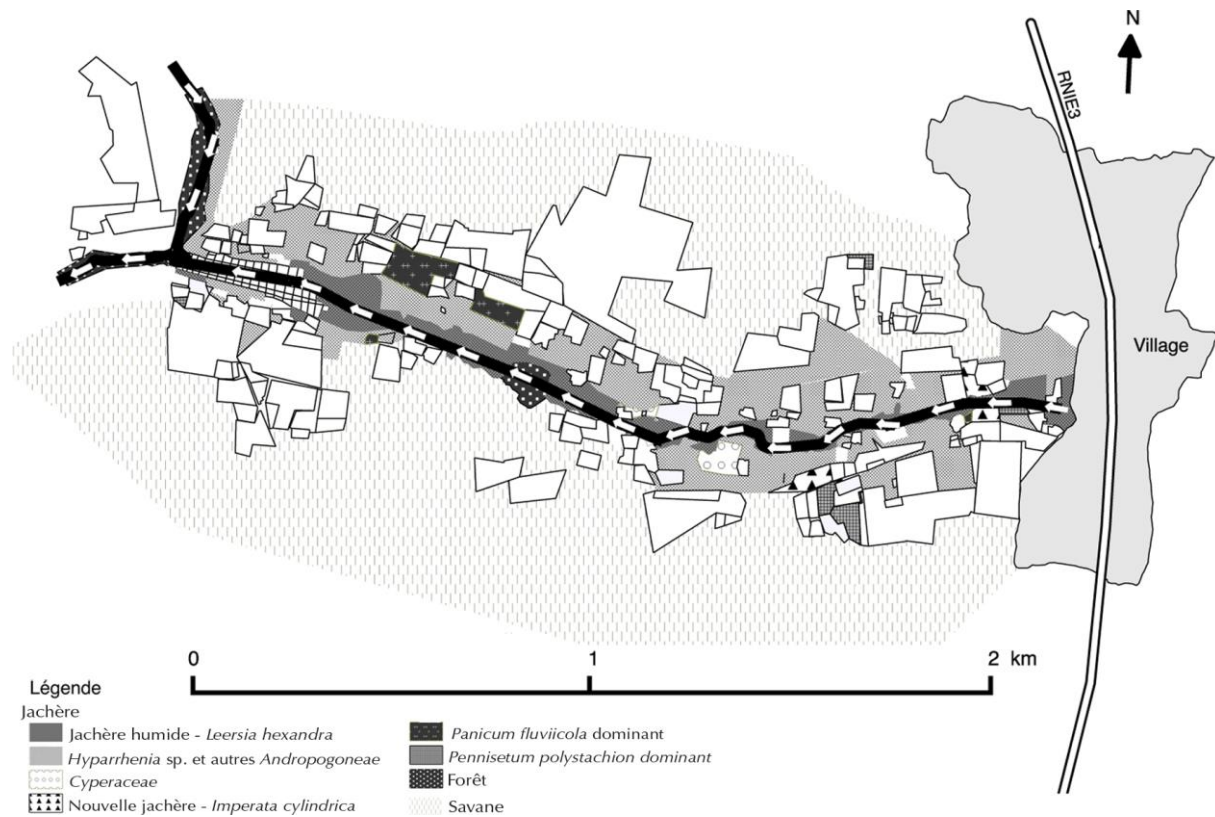 N
RNIE3
Village
0 1 2 km
Légende
Jachère
Jachère humide - Leersia hexandra
Hyparrhenia sp. et autres Andropogoneae
Cyperaceae
Nouvelle jachère - Imperata cylindrica
Panicum fluviicola dominant
Pennisetum polystachion dominant
Forêt
Savane